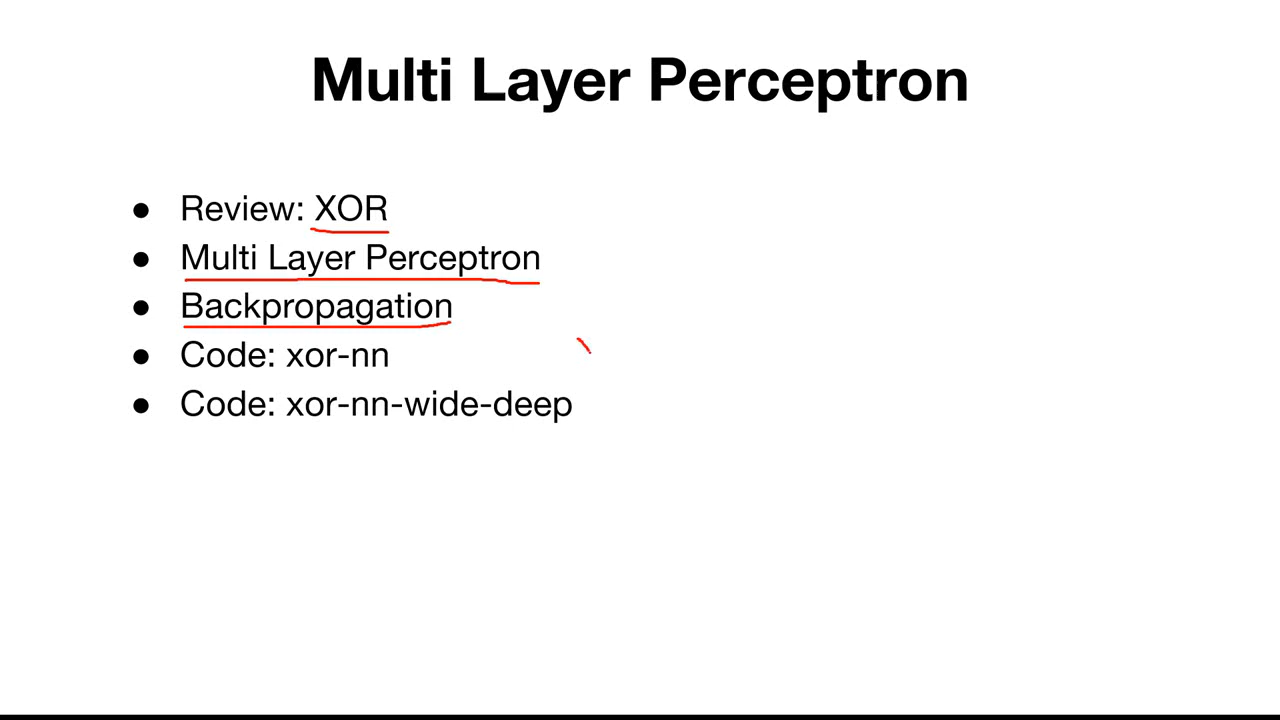 Multi Layer Perceptron
● Review: XOR
● Multi Layer Perceptron
● Backpropagation
● Code: xor-nn
● Code: xor-nn-wide-deep